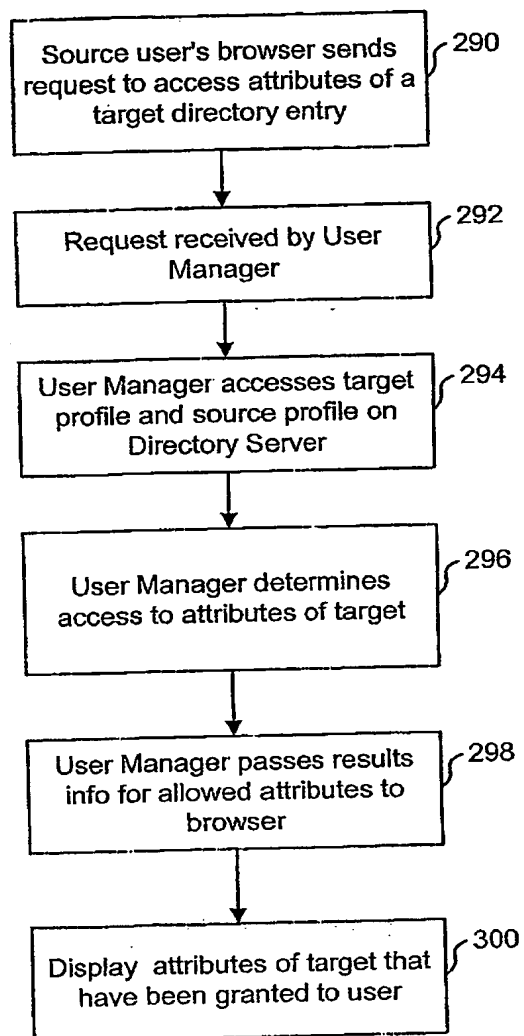 Source user's browser sends
request to access attributes of a
target directory entry
290
Request received by User
Manager
292
User Manager accesses target
profile and source profile on
Directory Server
294
User Manager determines
access to attributes of target
296
User Manager passes results
info for allowed attributes to
browser
298
Display attributes of target that
have been granted to user
300